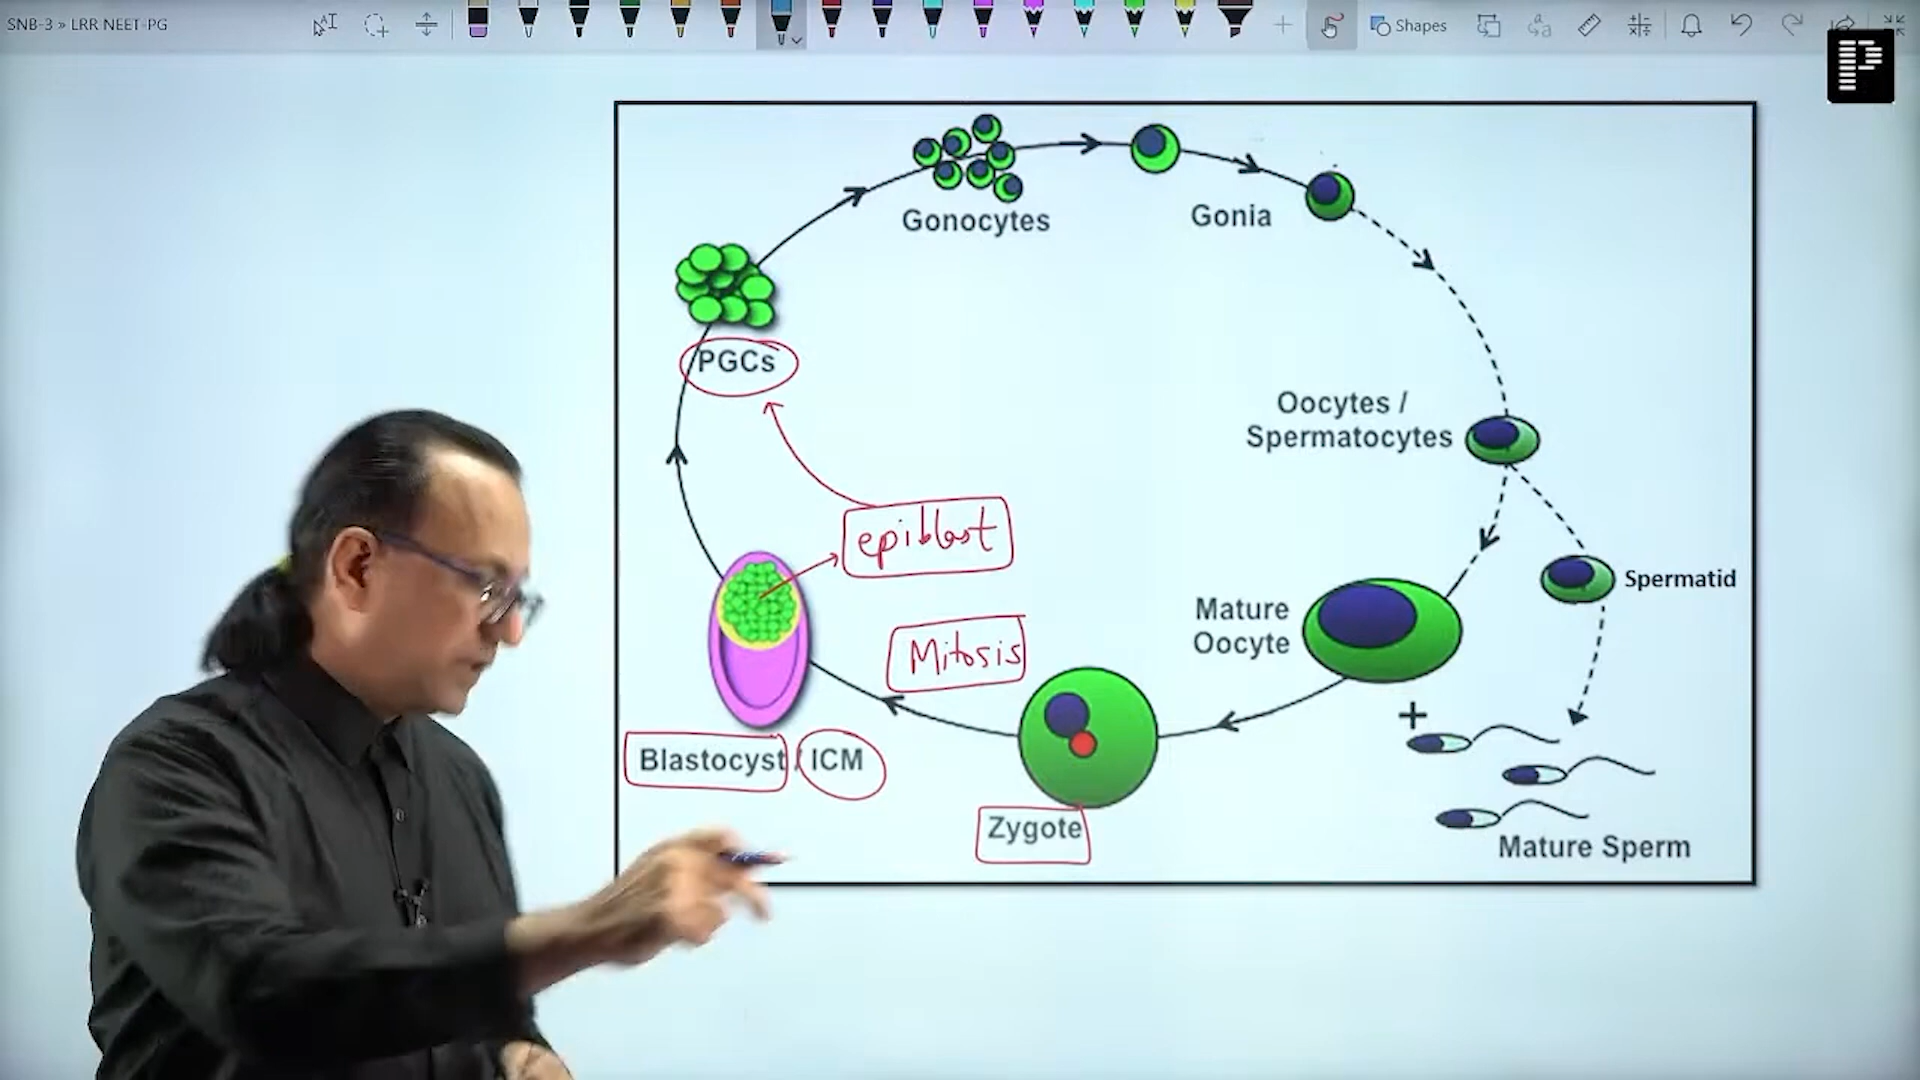 SNB-3 » LRR NEET-PG
Shapes
P
Gonocytes
Gonia
PGCs
Oocytes /
Spermatocytes
epiblast
Spermatid
Mature
Oocyte
Mitosis
+
Blastocyst / ICM
Zygote
Mature Sperm